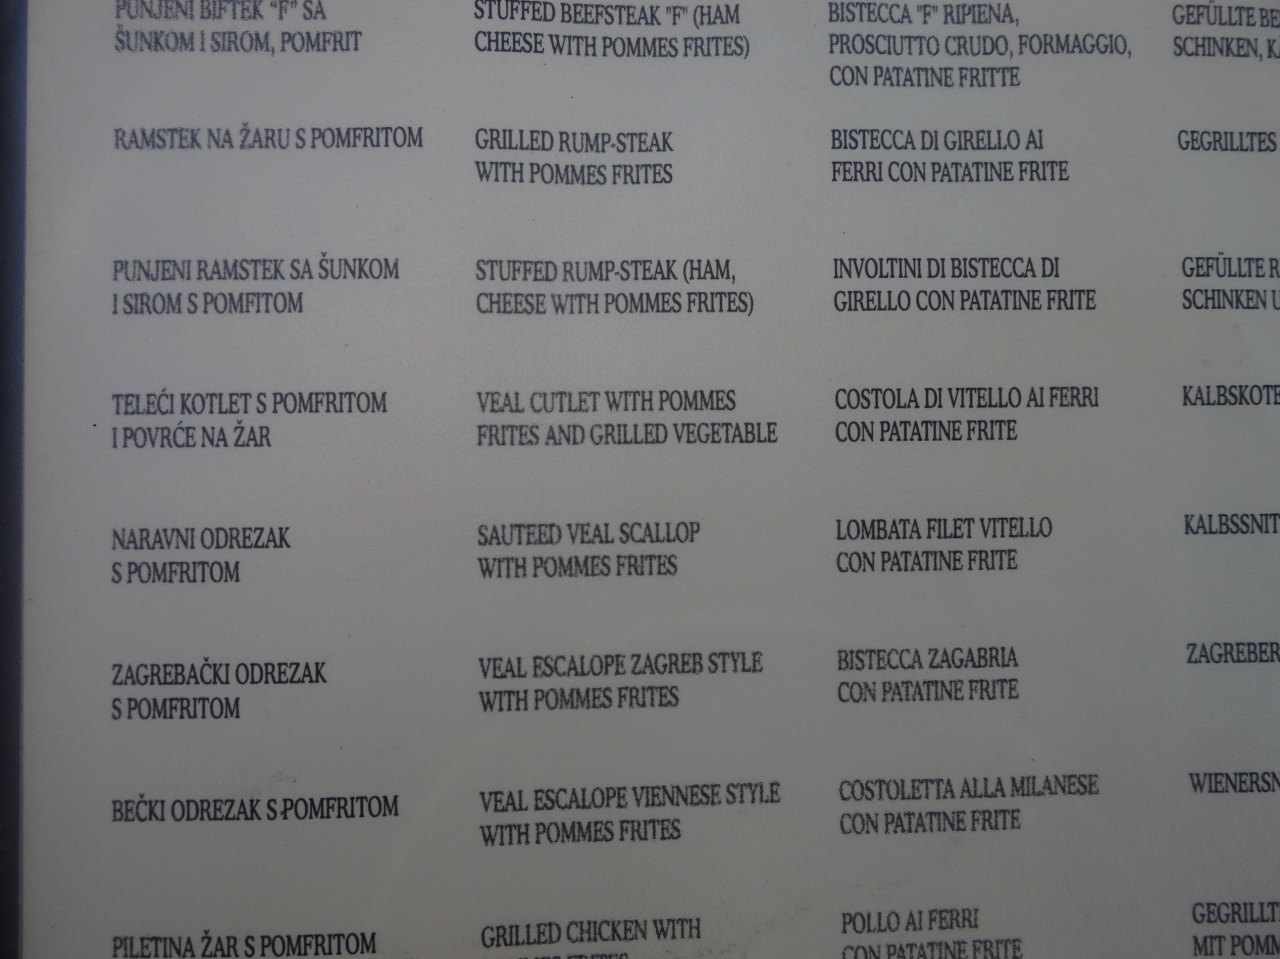 PUNJENI BIFTEK "F" SA
ŠUNKOM I SIROM, POMFRIT
STUFFED BEEFSTEAK "F" (HAM
CHEESE WITH POMMES FRITES)
BISTECCA "F" RIPIENA,
PROSCIUTTO CRUDO, FORMAGGIO,
CON PATATINE FRITTE
GEFÜLLTE
SCHINKEN,
RAMSTEK NA ŽARU S POMFRITOM
GRILLED RUMP-STEAK
WITH POMMES FRITES
BISTECCA DI GIRELLO AI
FERRI CON PATATINE FRITE
GEGRILLTES
PUNJENI RAMSTEK SA ŠUNKOM
I SIROM S POMFITOM
STUFFED RUMP-STEAK (HAM,
CHEESE WITH POMMES FRITES)
INVOLTINI DI BISTECCA DI
GIRELLO CON PATATINE FRITE
GEFÜLLTE
SCHINKEN
TELEĆI KOTLET S POMFRITOM
I POVRĆE NA ŽAR
VEAL CUTLET WITH POMMES
FRITES AND GRILLED VEGETABLE
COSTOLA DI VITELLO AI FERRI
CON PATATINE FRITE
KALBSKOTE
NARAVNI ODREZAK
S POMFRITOM
SAUTEED VEAL SCALLOP
WITH POMMES FRITES
LOMBATA FILET VITELLO
CON PATATINE FRITE
KALBSSNIT
ZAGREBAČKI ODREZAK
S POMFRITOM
VEAL ESCALOPE ZAGREB STYLE
WITH POMMES FRITES
BISTECCA ZAGABRIA
CON PATATINE FRITE
ZAGREBER
BEČKI ODREZAK S POMFRITOM
VEAL ESCALOPE VIENNESE STYLE
WITH POMMES FRITES
COSTOLETTA ALLA MILANESE
CON PATATINE FRITE
WIENERSN
PILETINA ŽAR S POMFRITOM
GRILLED CHICKEN WITH
POLLO AI FERRI
CON PATATINE FRITE
GEGRILLT
MIT POMM